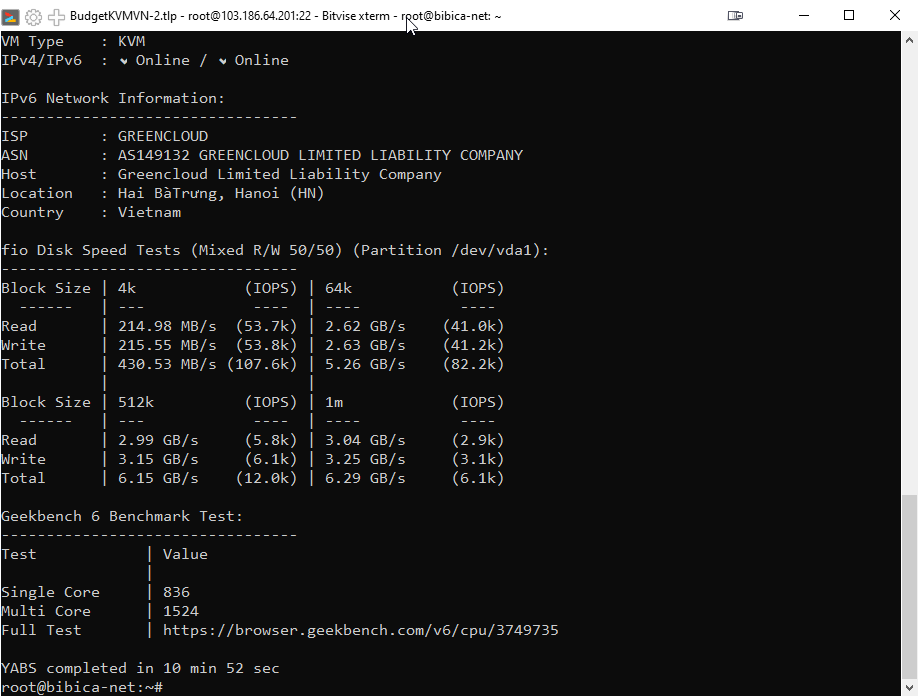 BudgetKVMVN-2.tlp - root@103.186.64.201:22 - Bitvise xterm - root@bibica-net: ~
VM Type    : KVM
IPv4/IPv6  : ✔ Online / ✔ Online
IPv6 Network Information:
---------------------------------
ISP        : GREENCLOUD
ASN        : AS149132 GREENCLOUD LIMITED LIABILITY COMPANY
Host       : Greencloud Limited Liability Company
Location   : Hai BàTrưng, Hanoi (HN)
Country    : Vietnam
fio Disk Speed Tests (Mixed R/W 50/50) (Partition /dev/vda1):
---------------------------------
Block Size | 4k            (IOPS) | 64k           (IOPS)
  ------   | ---            ----  | ----           ----
Read       | 214.98 MB/s  (53.7k) | 2.62 GB/s    (41.0k)
Write      | 215.55 MB/s  (53.8k) | 2.63 GB/s    (41.2k)
Total      | 430.53 MB/s (107.6k) | 5.26 GB/s    (82.2k)
           |                      |
Block Size | 512k          (IOPS) | 1m            (IOPS)
  ------   | ---            ----  | ----           ----
Read       | 2.99 GB/s     (5.8k) | 3.04 GB/s     (2.9k)
Write      | 3.15 GB/s     (6.1k) | 3.25 GB/s     (3.1k)
Total      | 6.15 GB/s    (12.0k) | 6.29 GB/s     (6.1k)
Geekbench 6 Benchmark Test:
---------------------------------
Test            | Value
                |
Single Core     | 836
Multi Core      | 1524
Full Test       | https://browser.geekbench.com/v6/cpu/3749735
YABS completed in 10 min 52 sec
root@bibica-net:~#